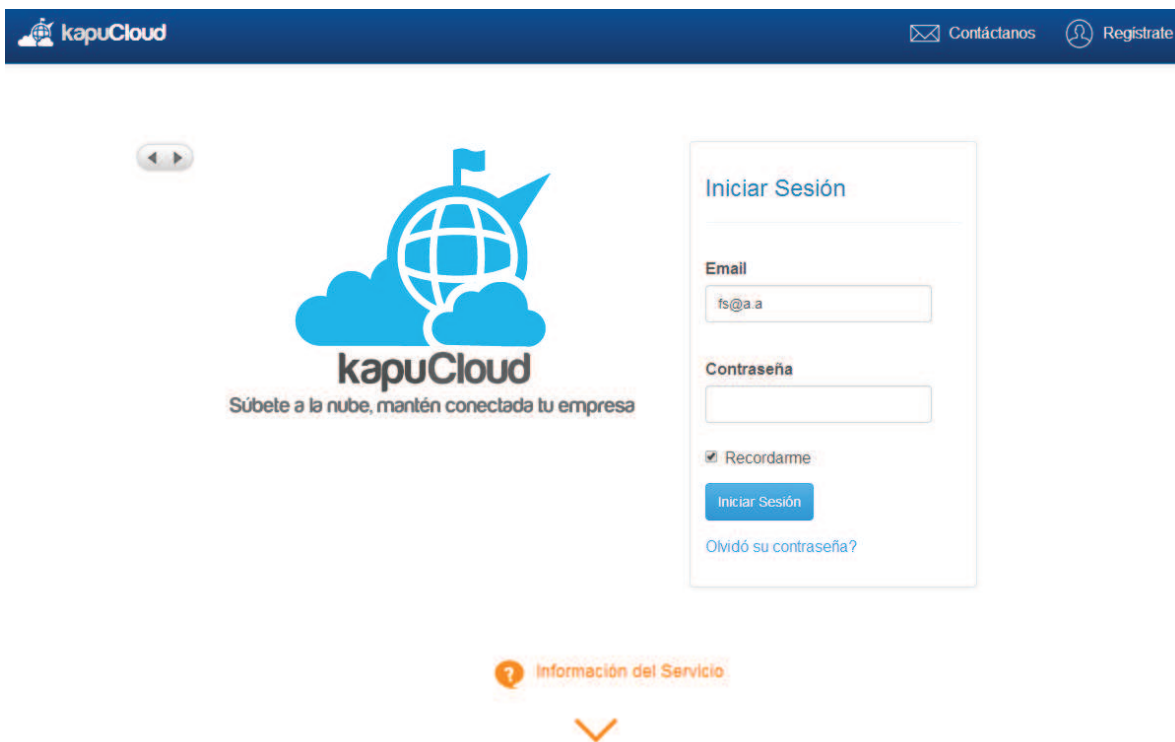 kapuCloud
Contáctanos
Regístrate
Iniciar Sesión
Email
fs@a.a
kapuCloud
Súbete a la nube, mantén conectada tu empresa
Contraseña
Recordarme
Iniciar Sesión
Olvidó su contraseña?
? Información del Servicio